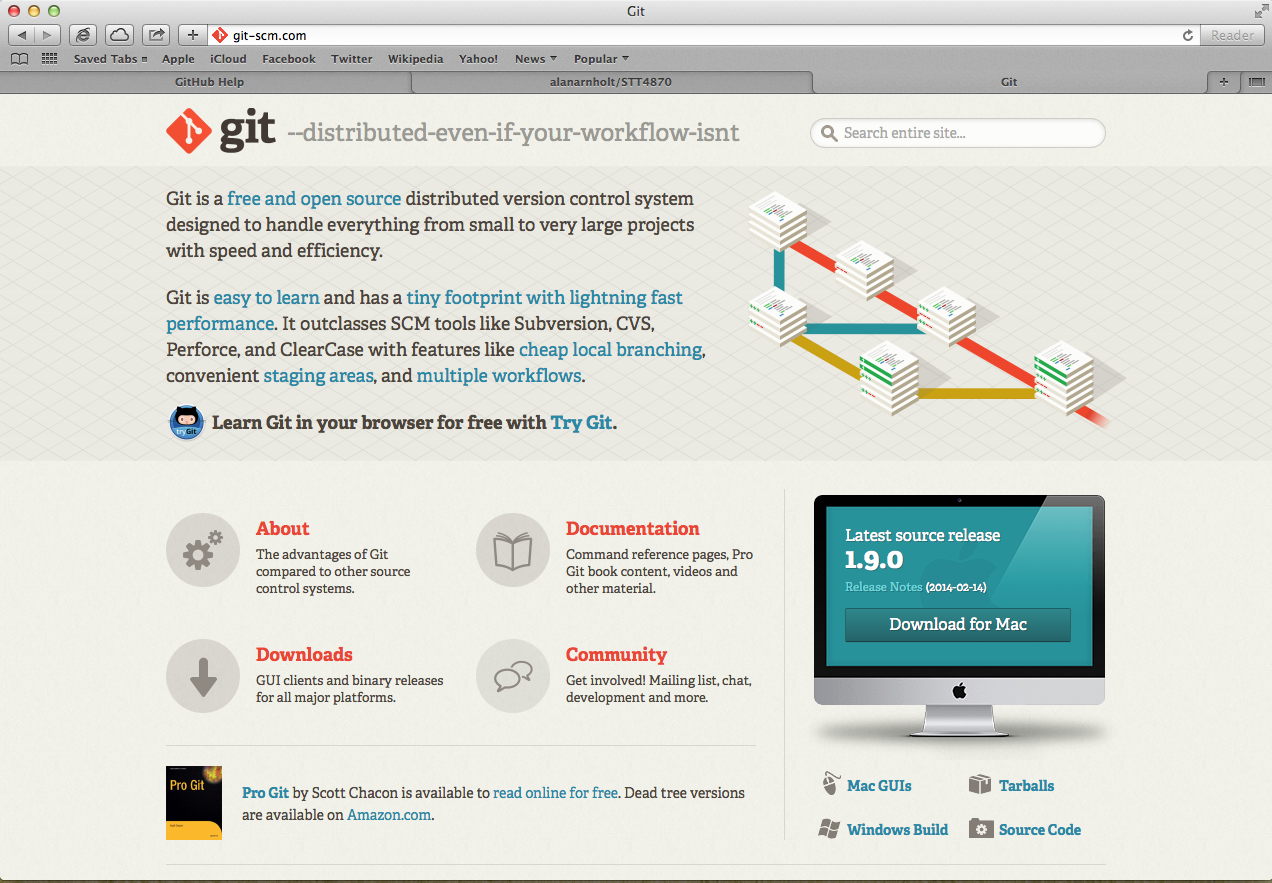 Git
git-scm.com
Reader
Saved Tabs Apple iCloud Facebook Twitter Wikipedia Yahoo! News Popular
GitHub Help alanarnholt/STT4870 Git
git --distributed-even-if-your-workflow-isnt
Search entire site...
Git is a free and open source distributed version control system
designed to handle everything from small to very large projects
with speed and efficiency.
Git is easy to learn and has a tiny footprint with lightning fast
performance. It outclasses SCM tools like Subversion, CVS,
Perforce, and ClearCase with features like cheap local branching,
convenient staging areas, and multiple workflows.
TryGit
Learn Git in your browser for free with Try Git.
About
The advantages of Git
compared to other source
control systems.
Documentation
Command reference pages, Pro
Git book content, videos and
other material.
Downloads
GUI clients and binary releases
for all major platforms.
Community
Get involved! Mailing list, chat,
development and more.
Latest source release
1.9.0
Release Notes (2014-02-14)
Download for Mac
Pro Git
Pro Git by Scott Chacon is available to read online for free. Dead tree versions
are available on Amazon.com.
Mac GUIs
Tarballs
Windows Build
Source Code